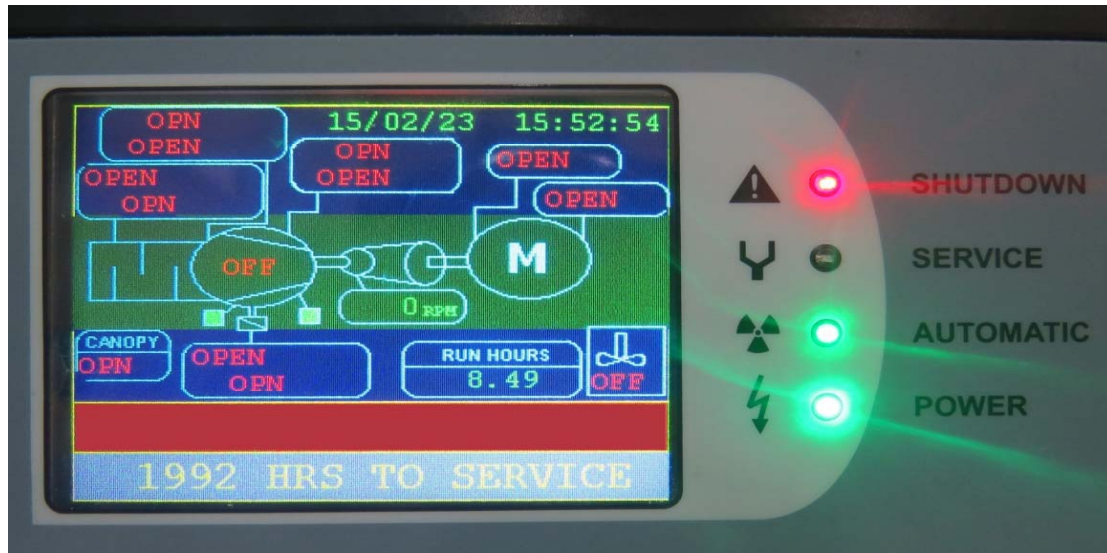 OPN
OPEN
15/02/23 15:52:54
OPN
OPEN
OPEN
OPEN
OPN
OPEN
OFF
M
0 RPM
CANOPY
OPN
OPEN
OPN
RUN HOURS
8.49
OFF
1992 HRS TO SERVICE
SHUTDOWN
SERVICE
AUTOMATIC
POWER